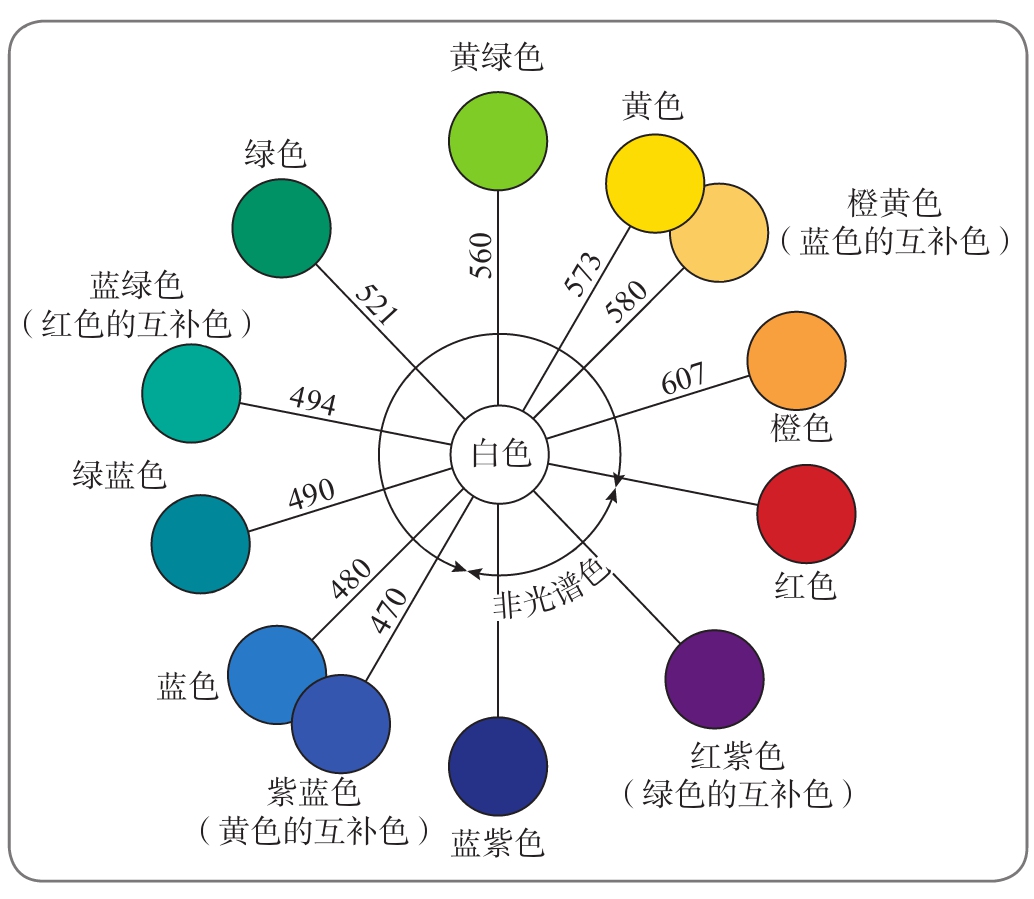 黄绿色
黄色
绿色
橙黄色
（蓝色的互补色）
560
573
580
521
蓝绿色
（红色的互补色）
607
494
橙色
白色
绿蓝色
490
红色
480
470
非光谱色
蓝色
红紫色
（绿色的互补色）
紫蓝色
（黄色的互补色）
蓝紫色